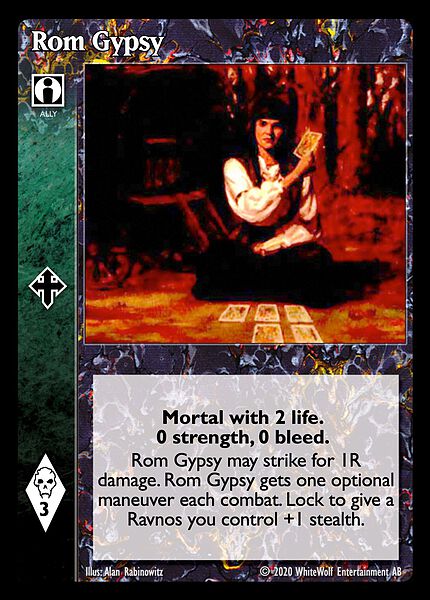 Rom Gypsy
ALLY
3
Mortal with 2 life.
0 strength, 0 bleed.
Rom Gypsy may strike for 1R
damage. Rom Gypsy gets one optional
maneuver each combat. Lock to give a
Ravnos you control +1 stealth.
Illus: Alan Rabinowitz
© 2020 WhiteWolf Entertainment AB